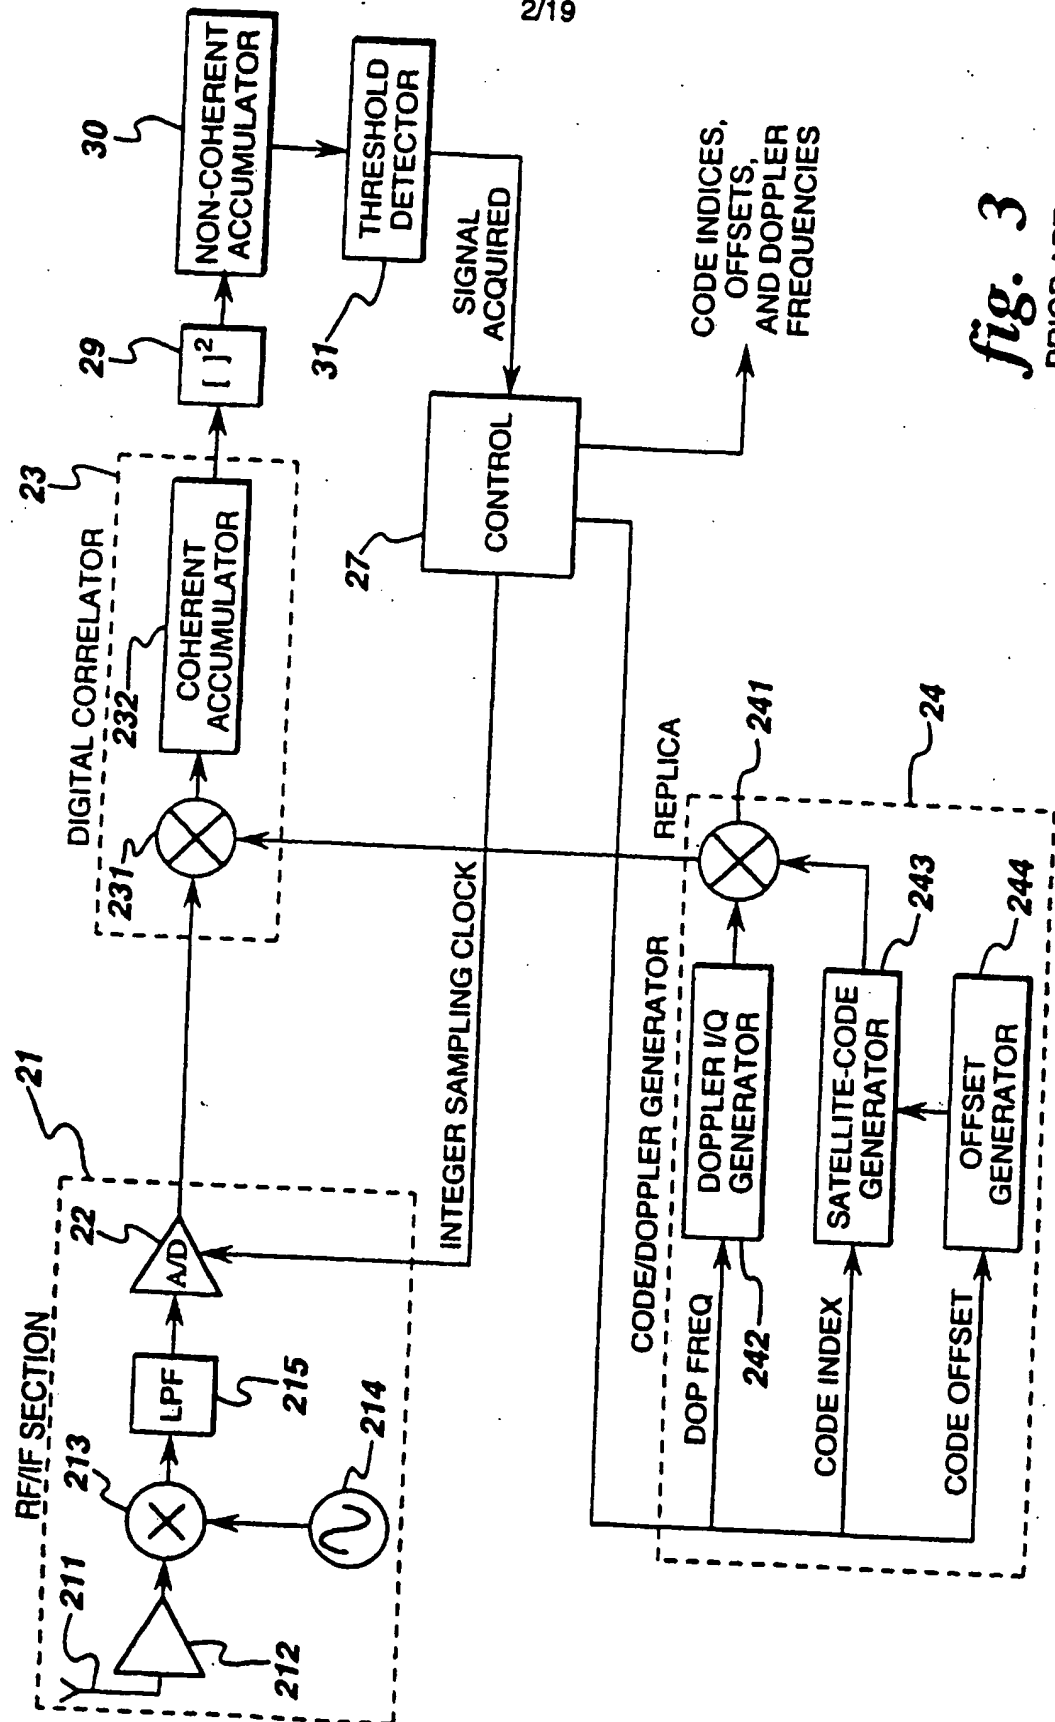 2/19
RF/IF SECTION
21
211
212
213
214
LPF
215
22
A/D
DIGITAL CORRELATOR
23
231
232
COHERENT
ACCUMULATOR
29
[ ]²
30
NON-COHERENT
ACCUMULATOR
THRESHOLD
DETECTOR
31
SIGNAL
ACQUIRED
INTEGER SAMPLING CLOCK
27
CONTROL
CODE INDICES,
OFFSETS,
AND DOPPLER
FREQUENCIES
CODE/DOPPLER GENERATOR
REPLICA
241
24
DOP FREQ
DOPPLER I/Q
GENERATOR
242
CODE INDEX
SATELLITE-CODE
GENERATOR
243
CODE OFFSET
OFFSET
GENERATOR
244
fig. 3
PRIOR ART